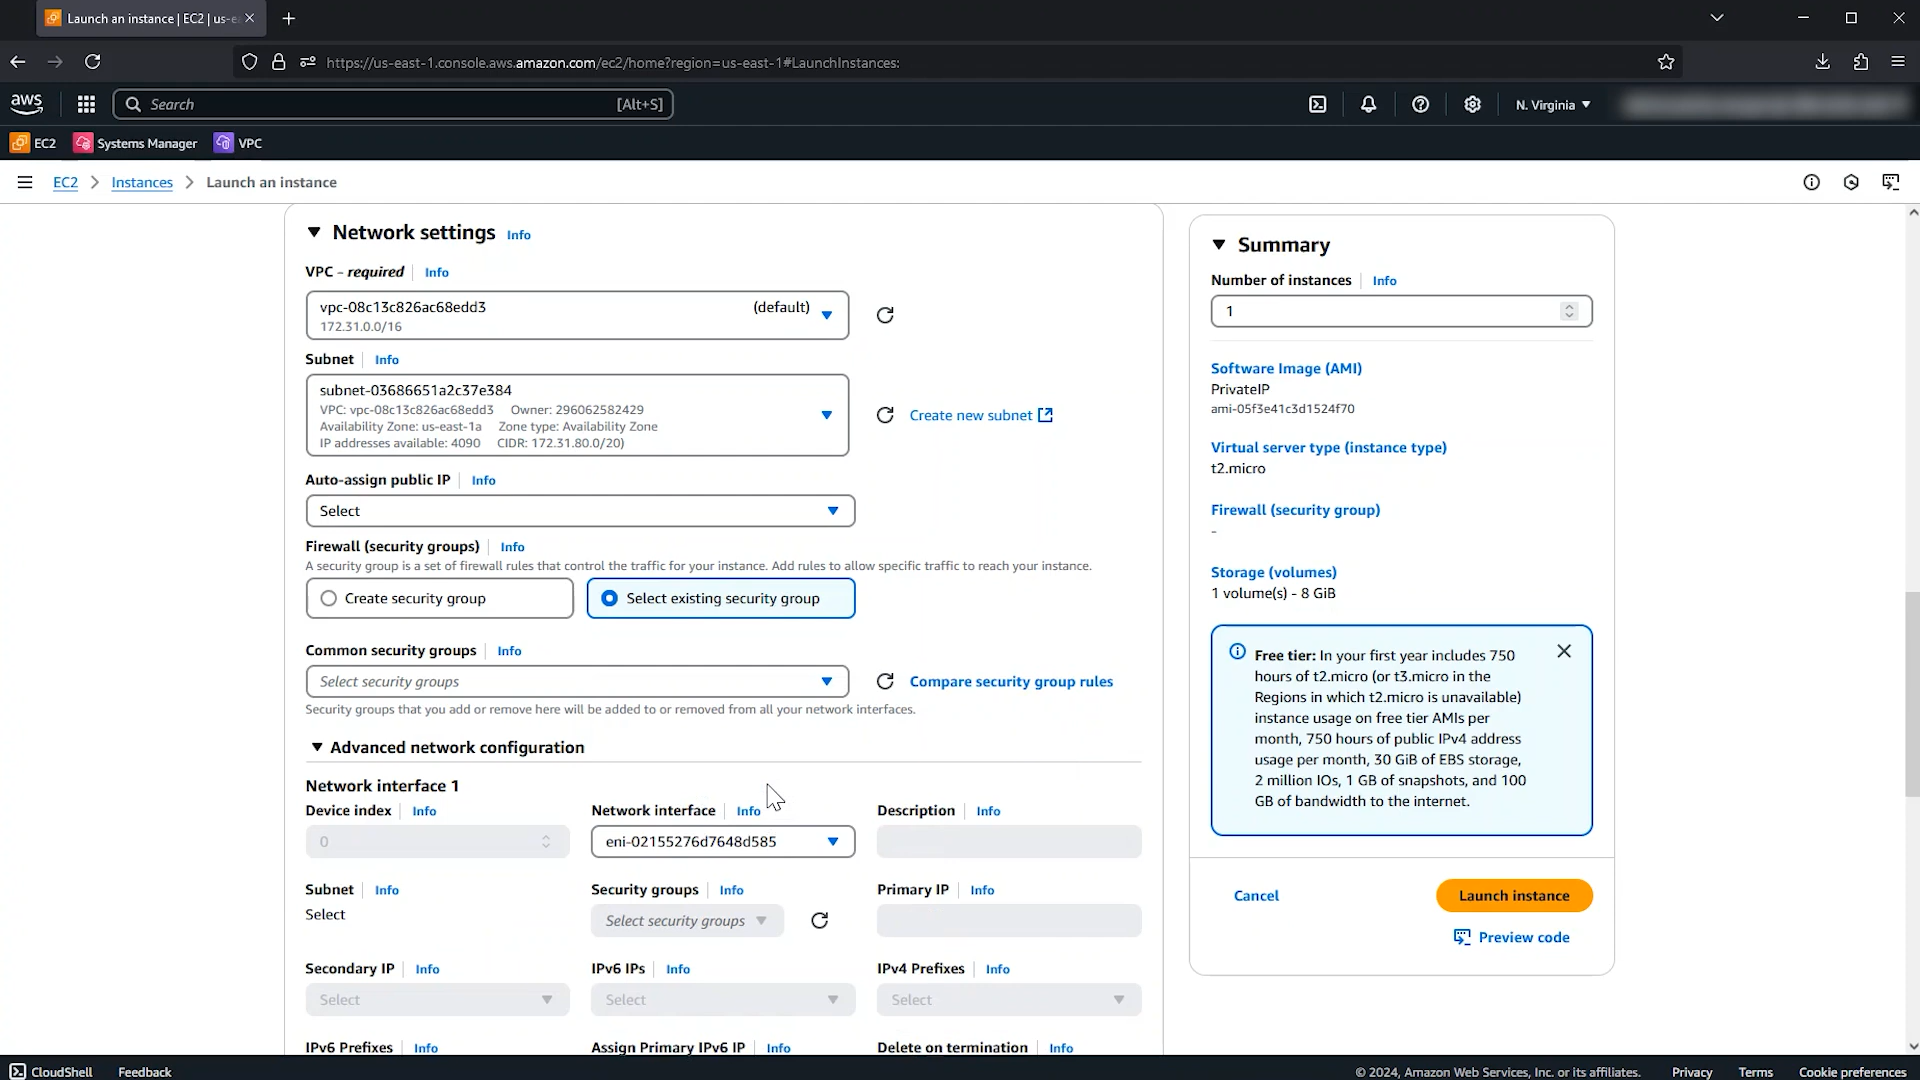 Launch an instance | EC2 | us-ea
https://us-east-1.console.aws.amazon.com/ec2/home?region=us-east-1#LaunchInstances:
aws
Search
[Alt+S]
N. Virginia
EC2
Systems Manager
VPC
EC2
Instances
Launch an instance
Network settings Info
VPC - required Info
vpc-08c13c826ac68edd3 (default)
172.31.0.0/16
Subnet Info
subnet-03686651a2c37e384
VPC: vpc-08c13c826ac68edd3 Owner: 296062582429
Availability Zone: us-east-1a Zone type: Availability Zone
IP addresses available: 4090 CIDR: 172.31.80.0/20)
Create new subnet
Auto-assign public IP Info
Select
Firewall (security groups) Info
A security group is a set of firewall rules that control the traffic for your instance. Add rules to allow specific traffic to reach your instance.
Create security group
Select existing security group
Common security groups Info
Select security groups
Compare security group rules
Security groups that you add or remove here will be added to or removed from all your network interfaces.
Advanced network configuration
Network interface 1
Device index Info
0
Network interface Info
eni-02155276d7648d585
Description Info
Subnet Info
Select
Security groups Info
Select security groups
Primary IP Info
Secondary IP Info
Select
IPv6 IPs Info
Select
IPv4 Prefixes Info
Select
IPv6 Prefixes Info
Assign Primary IPv6 IP Info
Delete on termination Info
Summary
Number of instances Info
1
Software Image (AMI)
PrivateIP
ami-05f3e41c3d1524f70
Virtual server type (instance type)
t2.micro
Firewall (security group)
-
Storage (volumes)
1 volume(s) - 8 GiB
Free tier: In your first year includes 750
hours of t2.micro (or t3.micro in the
Regions in which t2.micro is unavailable)
instance usage on free tier AMIs per
month, 750 hours of public IPv4 address
usage per month, 30 GiB of EBS storage,
2 million IOs, 1 GB of snapshots, and 100
GB of bandwidth to the internet.
Cancel
Launch instance
Preview code
CloudShell
Feedback
© 2024, Amazon Web Services, Inc. or its affiliates.
Privacy
Terms
Cookie preferences